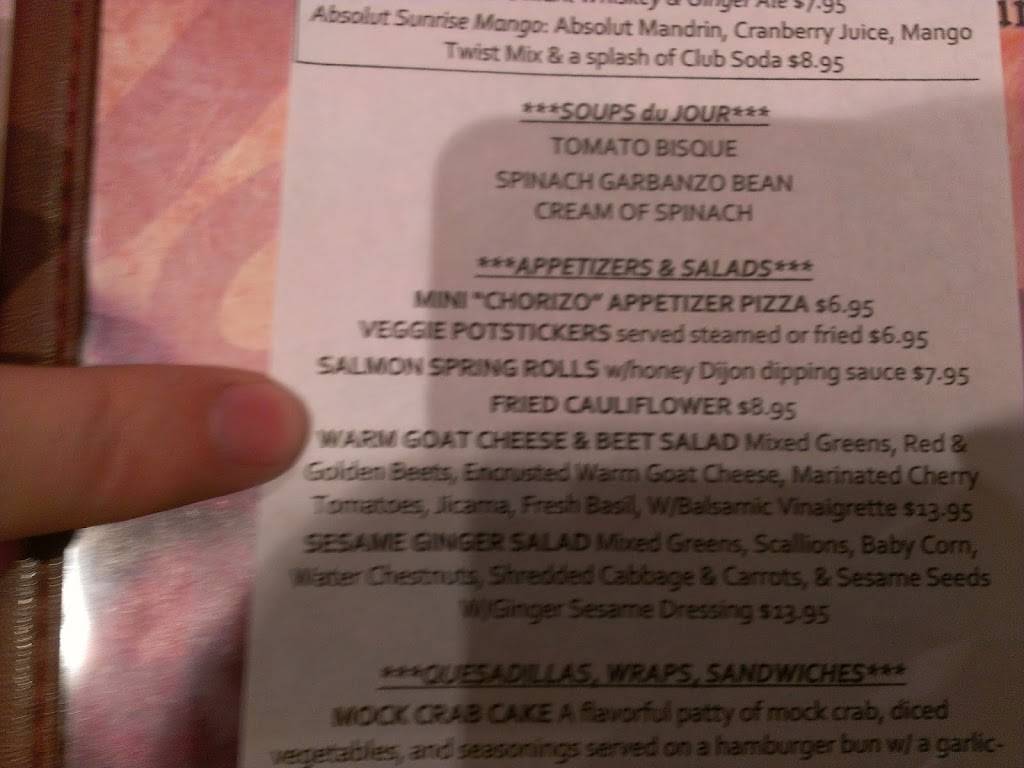 Whiskey & Ginger Ale $7.95
11
Absolut Sunrise Mango: Absolut Mandrin, Cranberry Juice, Mango
Twist Mix & a splash of Club Soda $8.95
***SOUPS du JOUR***
TOMATO BISQUE
SPINACH GARBANZO BEAN
CREAM OF SPINACH
***APPETIZERS & SALADS***
MINI "CHORIZO" APPETIZER PIZZA $6.95
VEGGIE POTSTICKERS served steamed or fried $6.95
SALMON SPRING ROLLS w/honey Dijon dipping sauce $7.95
FRIED CAULIFLOWER $8.95
WARM GOAT CHEESE & BEET SALAD Mixed Greens, Red &
Golden Beets, Encrusted Warm Goat Cheese, Marinated Cherry
Tomatoes, Jicama, Fresh Basil, W/Balsamic Vinaigrette $13.95
SESAME GINGER SALAD Mixed Greens, Scallions, Baby Corn,
Water Chestnuts, Shredded Cabbage & Carrots, & Sesame Seeds
W/Ginger Sesame Dressing $13.95
***QUESADILLAS, WRAPS, SANDWICHES***
MOCK CRAB CAKE A flavorful patty of mock crab, diced
vegetables, and seasonings served on a hamburger bun w/ a garlic-